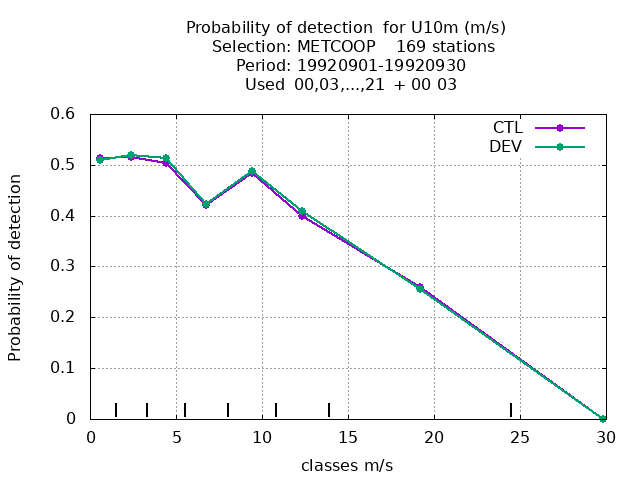 Probability of detection  for U10m (m/s)
Selection: METCOOP    169 stations
Period: 19920901-19920930
Used  00,03,...,21  + 00 03
CTL
DEV
Probability of detection
0.6
0.5
0.4
0.3
0.2
0.1
0
0 5 10 15 20 25 30
classes m/s